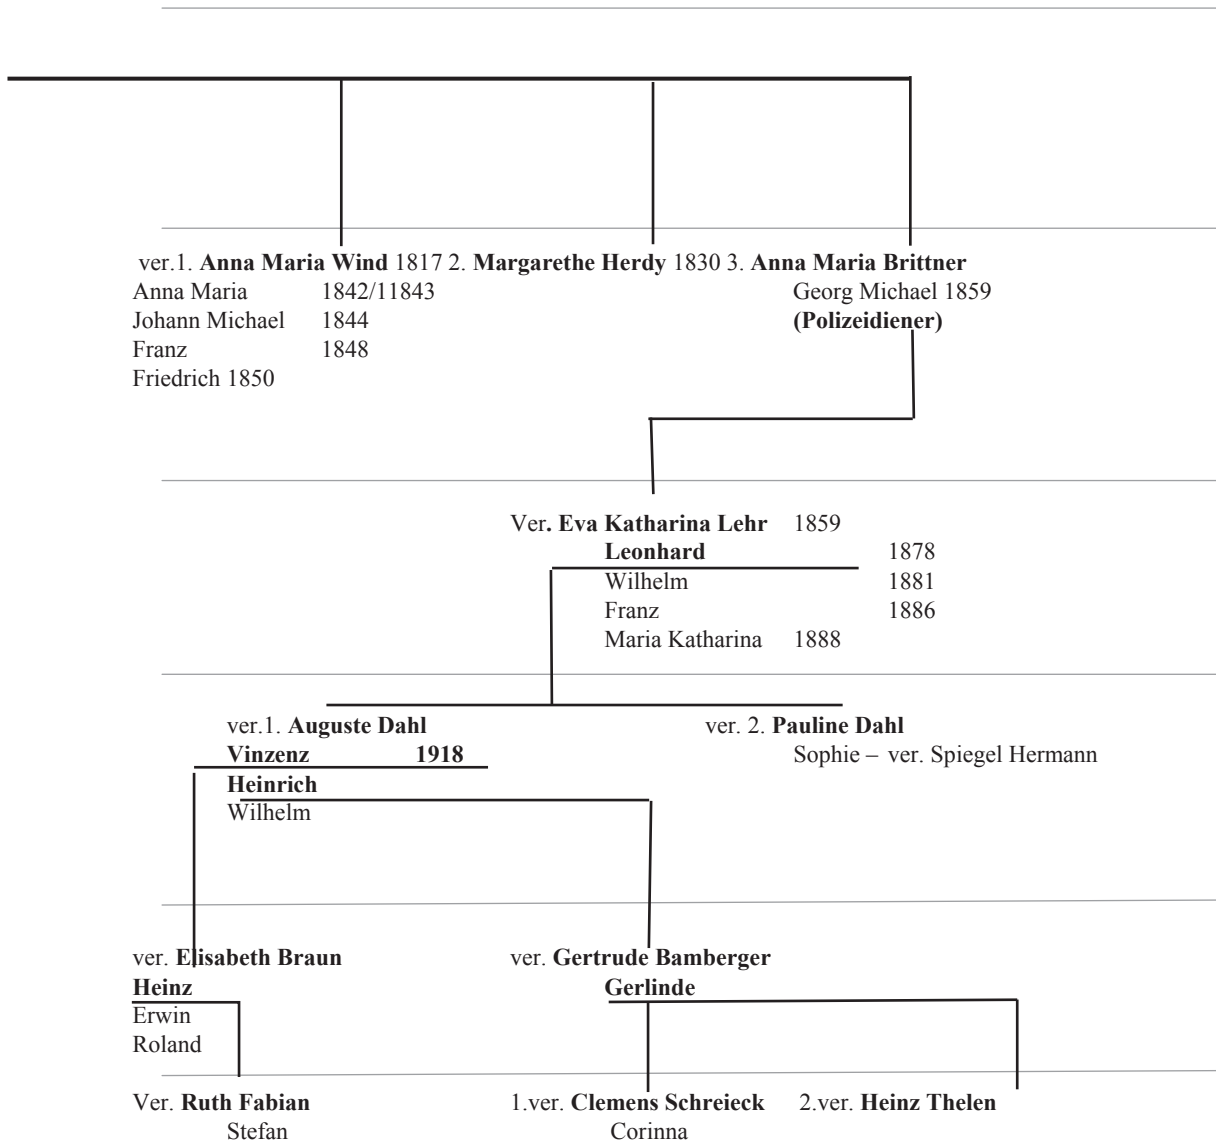 ver.1. Anna Maria Wind 1817 2. Margarethe Herdy 1830 3. Anna Maria Brittner
Anna Maria 1842/11843 Georg Michael 1859
Johann Michael 1844 (Polizeidiener)
Franz 1848
Friedrich 1850
Ver. Eva Katharina Lehr 1859
Leonhard 1878
Wilhelm 1881
Franz 1886
Maria Katharina 1888
ver.1. Auguste Dahl ver. 2. Pauline Dahl
Vinzenz 1918 Sophie – ver. Spiegel Hermann
Heinrich
Wilhelm
ver. Elisabeth Braun ver. Gertrude Bamberger
Heinz Gerlinde
Erwin
Roland
Ver. Ruth Fabian 1.ver. Clemens Schreieck 2.ver. Heinz Thelen
Stefan Corinna